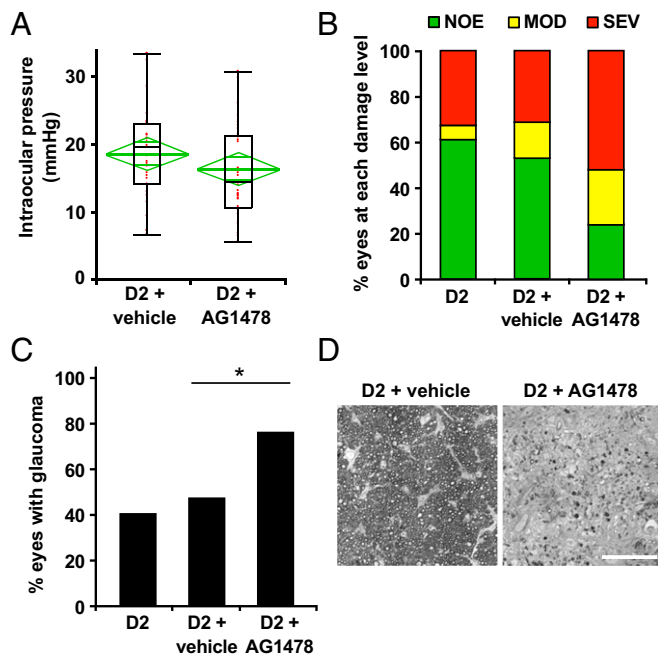 A
Intraocular pressure
(mmHg)
30
20
10
0
D2 +
vehicle
D2 +
AG1478
B
NOE
MOD
SEV
% eyes at each damage level
100
80
60
40
20
0
D2
D2 +
vehicle
D2 +
AG1478
C
% eyes with glaucoma
100
80
60
40
20
0
*
D2
D2 +
vehicle
D2 +
AG1478
D
D2 + vehicle
D2 + AG1478